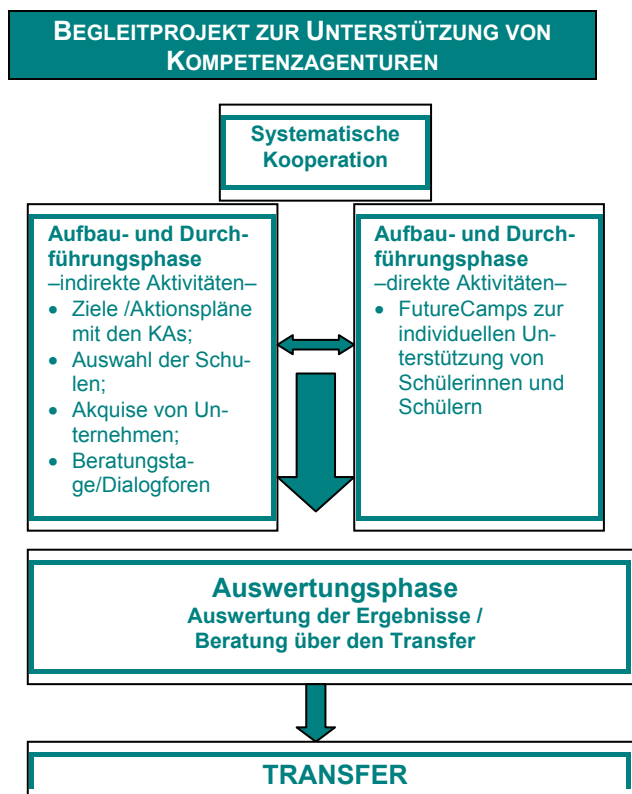 BEGLEITPROJEKT ZUR UNTERSTÜTZUNG VON
KOMPETENZAGENTUREN
Systematische
Kooperation
Aufbau- und Durch-
führungsphase
–indirekte Aktivitäten–
• Ziele /Aktionspläne
mit den KAs;
• Auswahl der Schu-
len;
• Akquise von Un-
ternehmen;
• Beratungsta-
ge/Dialogforen
Aufbau- und Durch-
führungsphase
–direkte Aktivitäten–
• FutureCamps zur
individuellen Un-
terstützung von
Schülerinnen und
Schülern
Auswertungsphase
Auswertung der Ergebnisse /
Beratung über den Transfer
TRANSFER